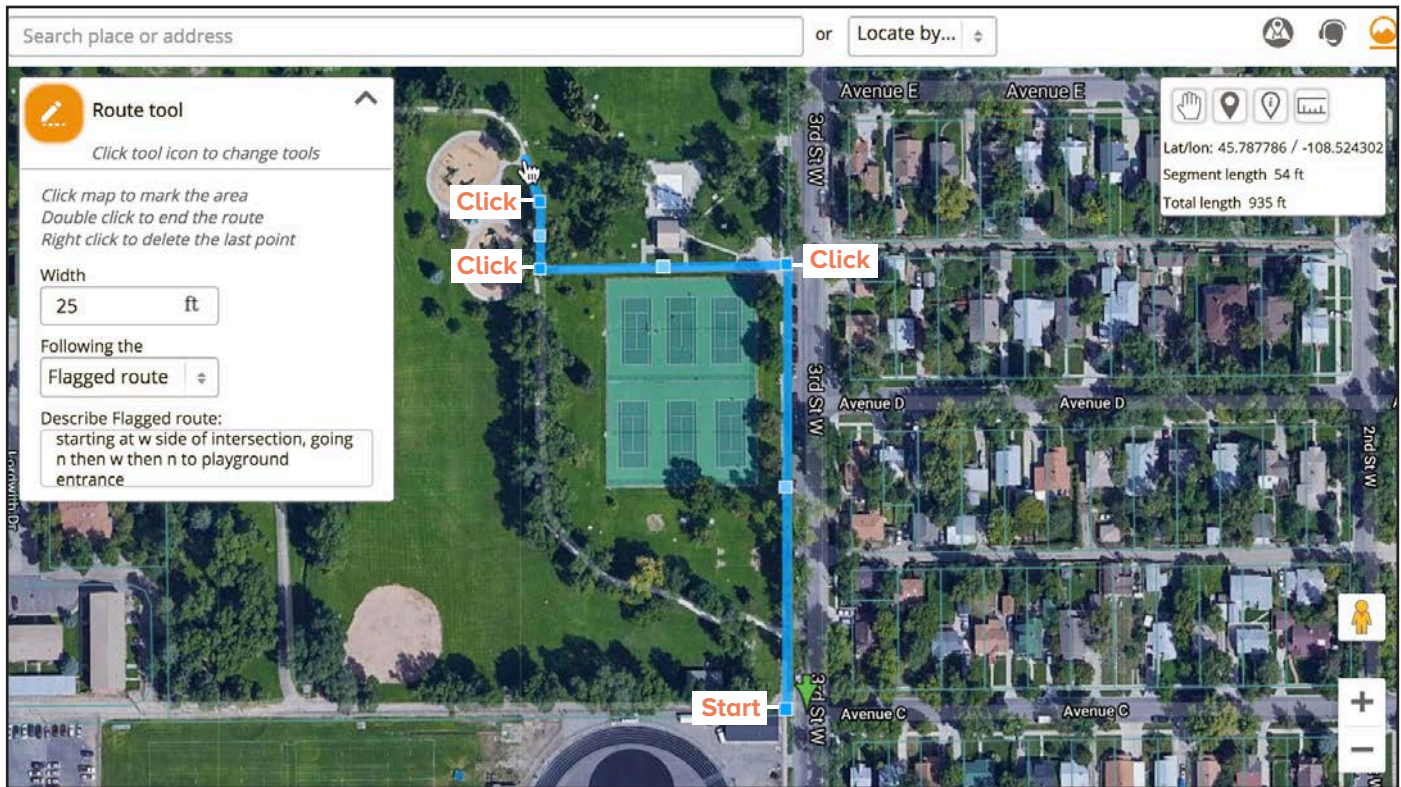 Search place or address
or
Locate by...
Route tool
Click tool icon to change tools
Click map to mark the area
Double click to end the route
Right click to delete the last point
Width
25 ft
Following the
Flagged route
Describe Flagged route:
starting at w side of intersection, going
n then w then n to playground
entrance
Lat/lon: 45.787786 / -108.524302
Segment length 54 ft
Total length 935 ft
Avenue E
Avenue E
3rd St W
Click
Click
Click
3rd St W
Avenue D
Avenue D
2nd St W
Start
3rd St W
Avenue C
Avenue C
+
−